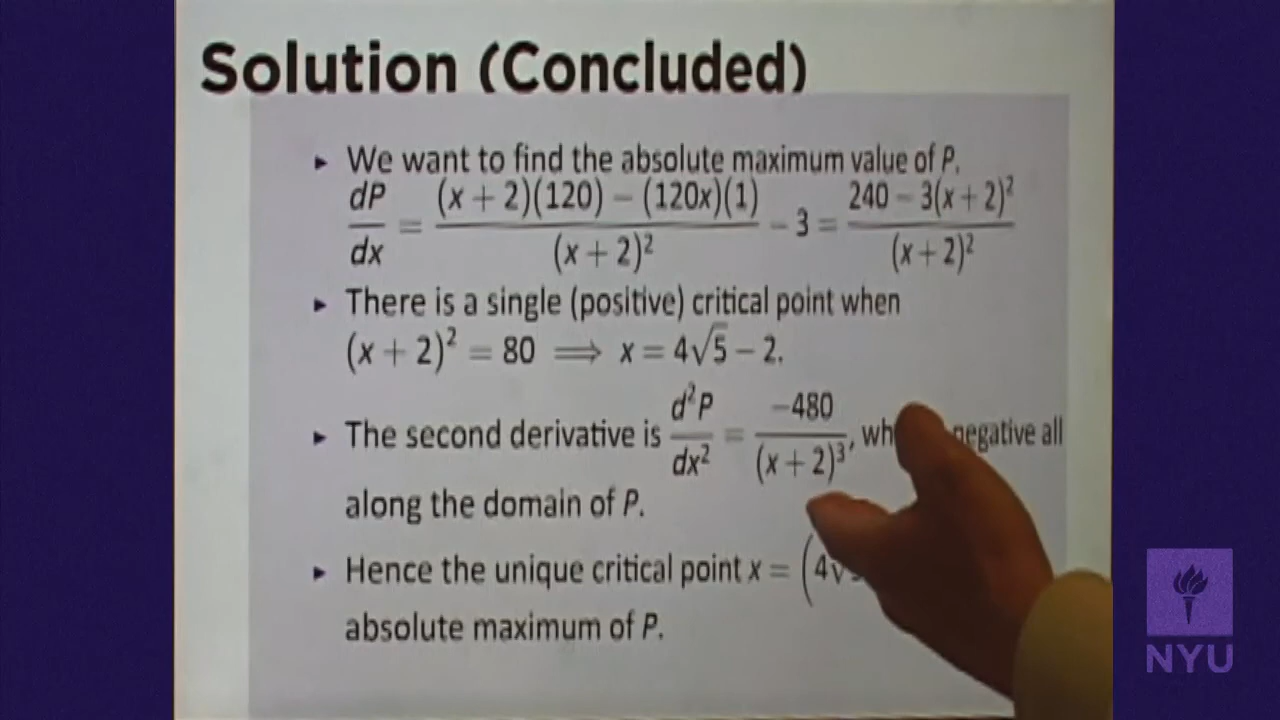 Solution (Concluded)
▸ We want to find the absolute maximum value of P.
dP/dx = ((x + 2)(120) − (120x)(1))/(x + 2)² − 3 = (240 − 3(x + 2)²)/(x + 2)²
▸ There is a single (positive) critical point when
(x + 2)² = 80 ⟹ x = 4√5 − 2.
▸ The second derivative is d²P/dx² = −480/(x + 2)³, negative all
along the domain of P.
▸ Hence the unique critical point x = (4√
absolute maximum of P.
NYU